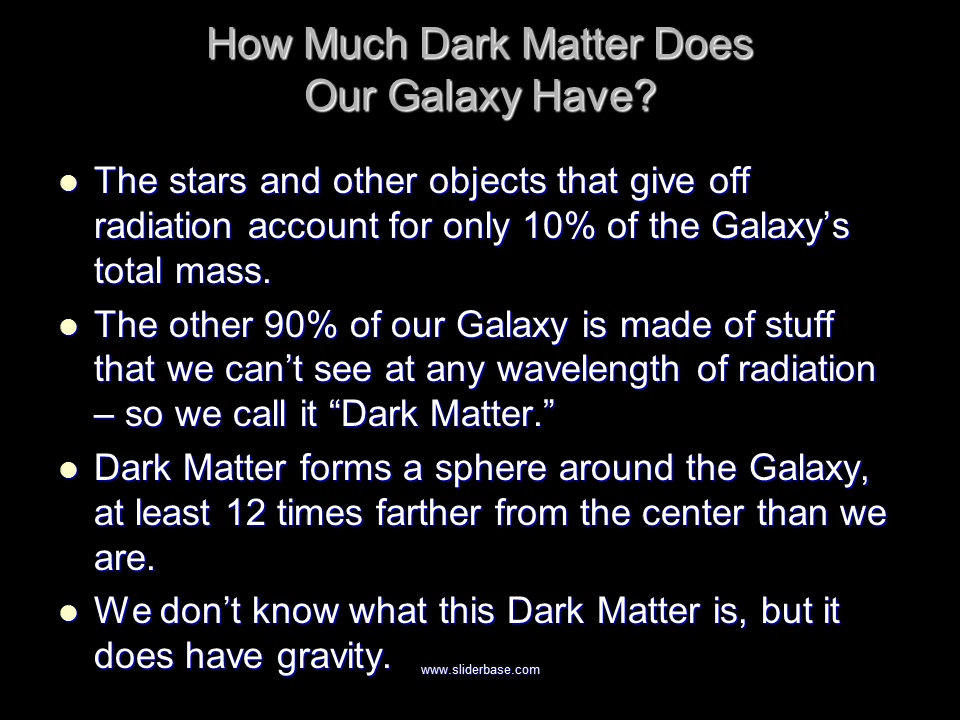 How Much Dark Matter Does
Our Galaxy Have?
The stars and other objects that give off
radiation account for only 10% of the Galaxy’s
total mass.
The other 90% of our Galaxy is made of stuff
that we can’t see at any wavelength of radiation
– so we call it “Dark Matter.”
Dark Matter forms a sphere around the Galaxy,
at least 12 times farther from the center than we
are.
We don’t know what this Dark Matter is, but it
does have gravity.
www.sliderbase.com